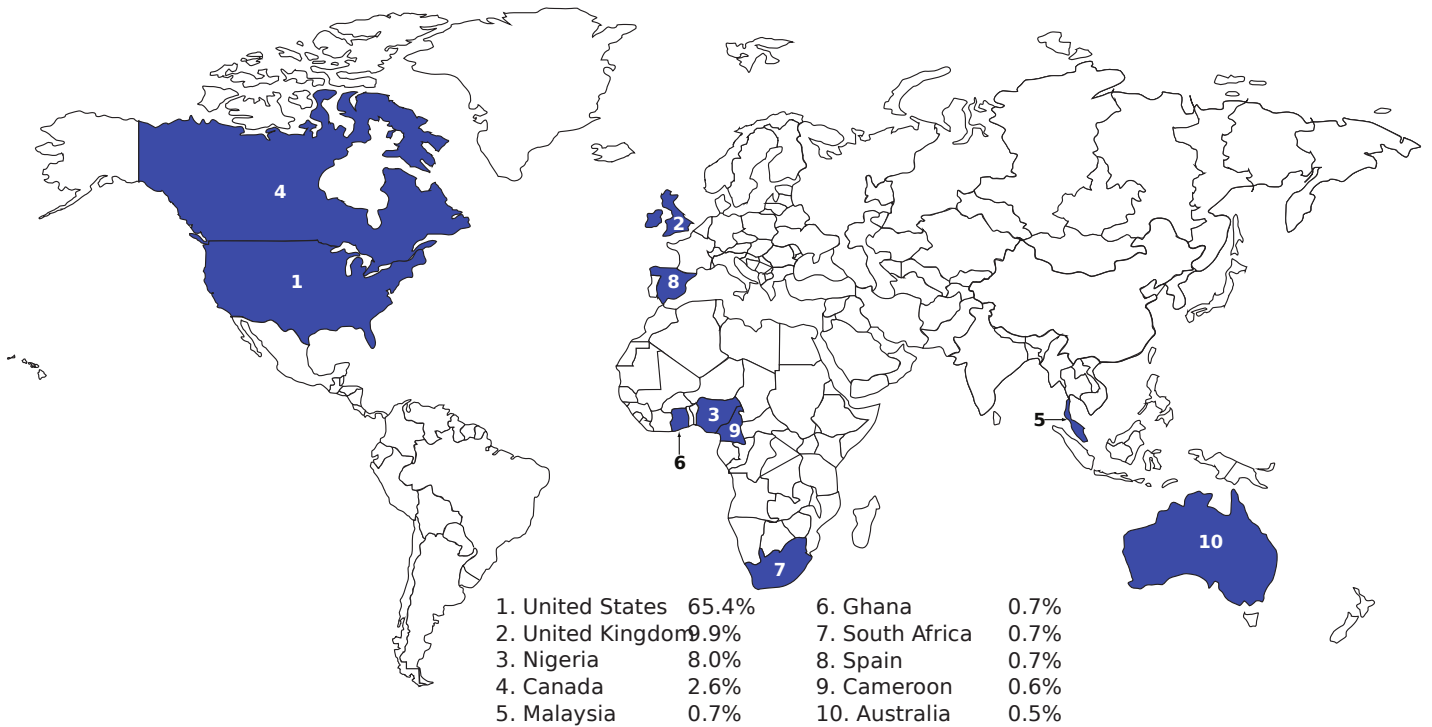 4
2
1
8
3
5
9
6
10
7
1. United States 65.4%
2. United Kingdom 9.9%
3. Nigeria 8.0%
4. Canada 2.6%
5. Malaysia 0.7%
6. Ghana 0.7%
7. South Africa 0.7%
8. Spain 0.7%
9. Cameroon 0.6%
10. Australia 0.5%